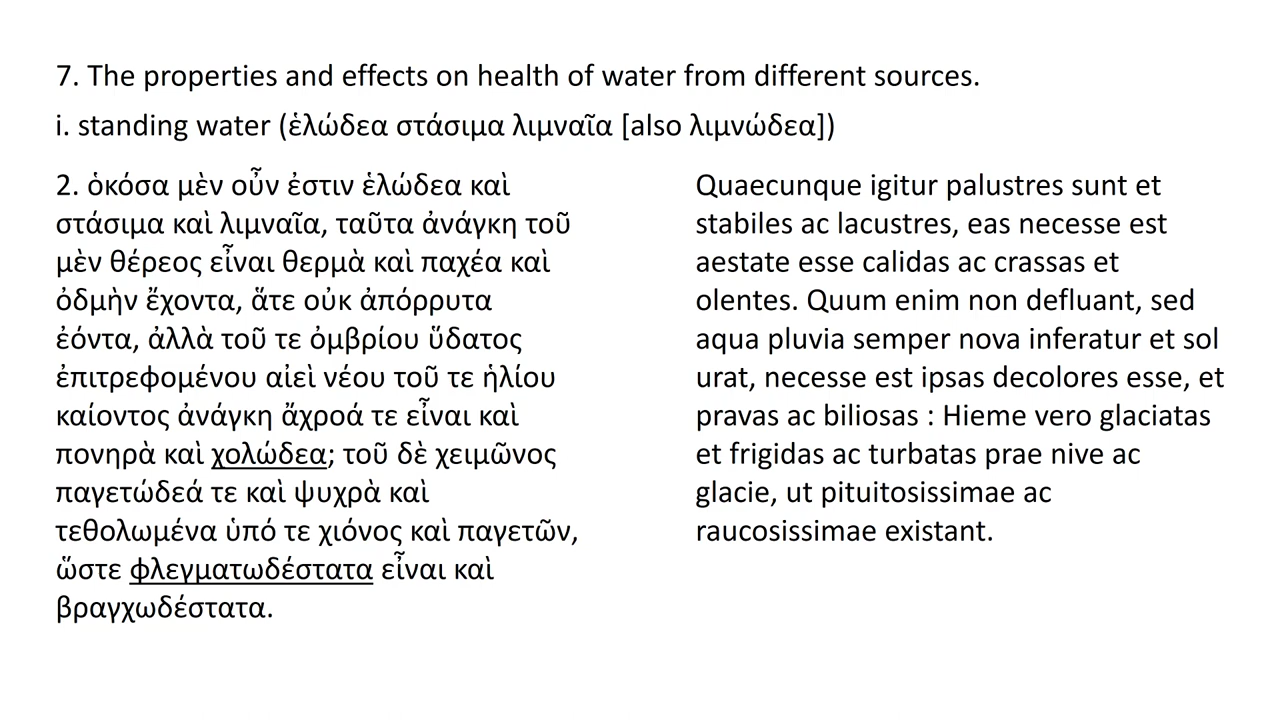 7. The properties and effects on health of water from different sources.
i. standing water (ἑλώδεα στάσιμα λιμναῖα [also λιμνώδεα])
2. ὁκόσα μὲν οὖν ἐστιν ἑλώδεα καὶ
στάσιμα καὶ λιμναῖα, ταῦτα ἀνάγκη τοῦ
μὲν θέρεος εἶναι θερμὰ καὶ παχέα καὶ
ὀδμὴν ἔχοντα, ἅτε οὐκ ἀπόρρυτα
ἐόντα, ἀλλὰ τοῦ τε ὀμβρίου ὕδατος
ἐπιτρεφομένου αἰεὶ νέου τοῦ τε ἡλίου
καίοντος ἀνάγκη ἄχροά τε εἶναι καὶ
πονηρὰ καὶ χολώδεα; τοῦ δὲ χειμῶνος
παγετώδεά τε καὶ ψυχρὰ καὶ
τεθολωμένα ὑπό τε χιόνος καὶ παγετῶν,
ὥστε φλεγματωδέστατα εἶναι καὶ
βραγχωδέστατα.
Quaecunque igitur palustres sunt et
stabiles ac lacustres, eas necesse est
aestate esse calidas ac crassas et
olentes. Quum enim non defluant, sed
aqua pluvia semper nova inferatur et sol
urat, necesse est ipsas decolores esse, et
pravas ac biliosas : Hieme vero glaciatas
et frigidas ac turbatas prae nive ac
glacie, ut pituitosissimae ac
raucosissimae existant.